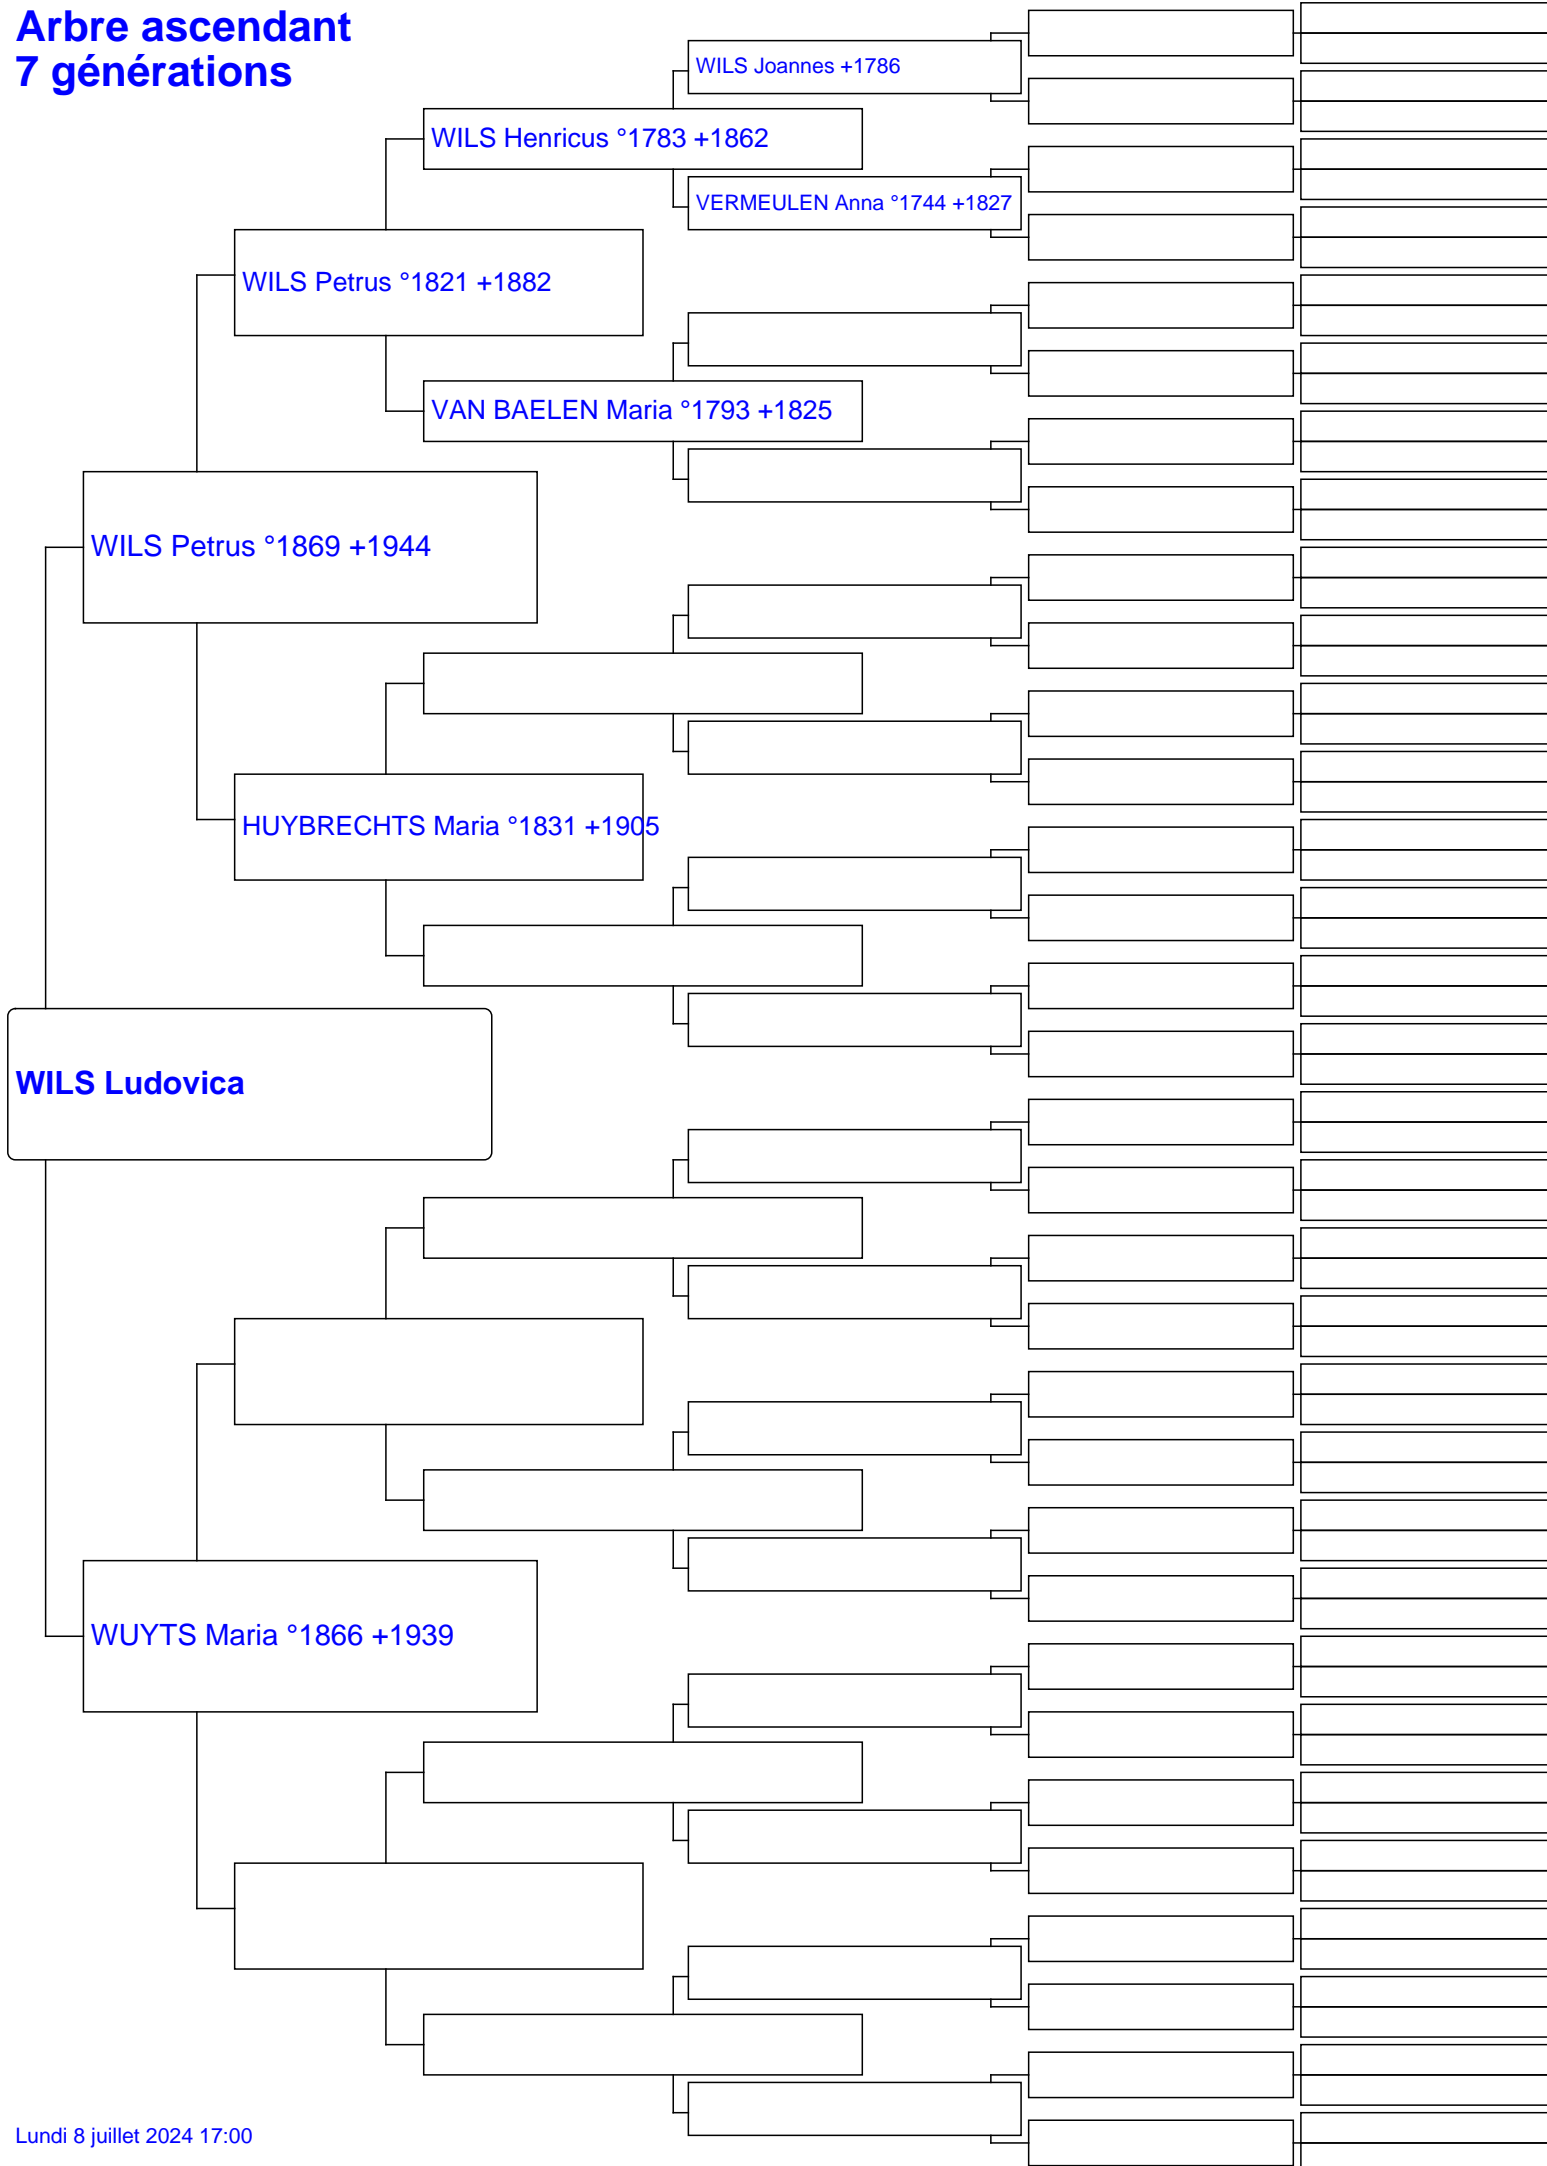 Arbre ascendant
7 générations
WILS Joannes +1786
WILS Henricus °1783 +1862
VERMEULEN Anna °1744 +1827
WILS Petrus °1821 +1882
VAN BAELEN Maria °1793 +1825
WILS Petrus °1869 +1944
HUYBRECHTS Maria °1831 +1905
WILS Ludovica
WUYTS Maria °1866 +1939
Lundi 8 juillet 2024 17:00